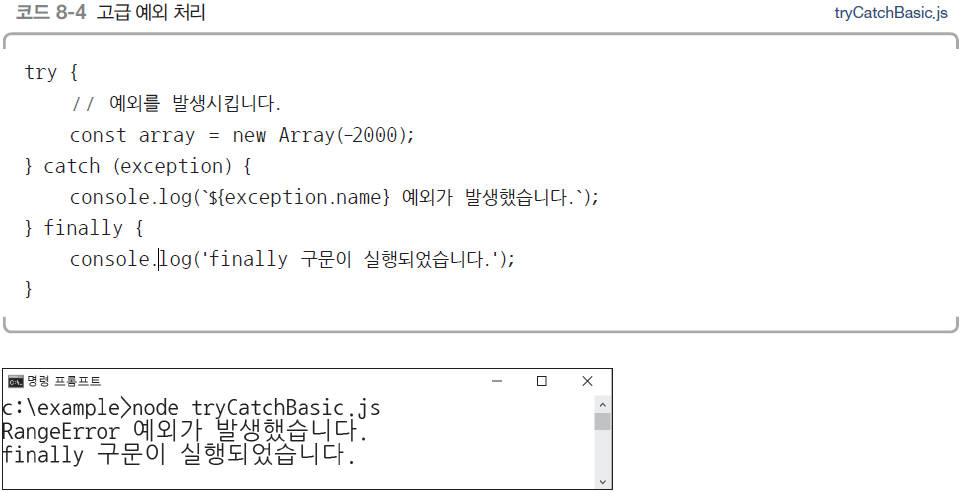 코드 8-4 고급 예외 처리 tryCatchBasic.js
try {
// 예외를 발생시킵니다.
const array = new Array(-2000);
} catch (exception) {
console.log(`${exception.name} 예외가 발생했습니다.`);
} finally {
console.log('finally 구문이 실행되었습니다.');
}
명령 프롬프트
c:\example>node tryCatchBasic.js
RangeError 예외가 발생했습니다.
finally 구문이 실행되었습니다.